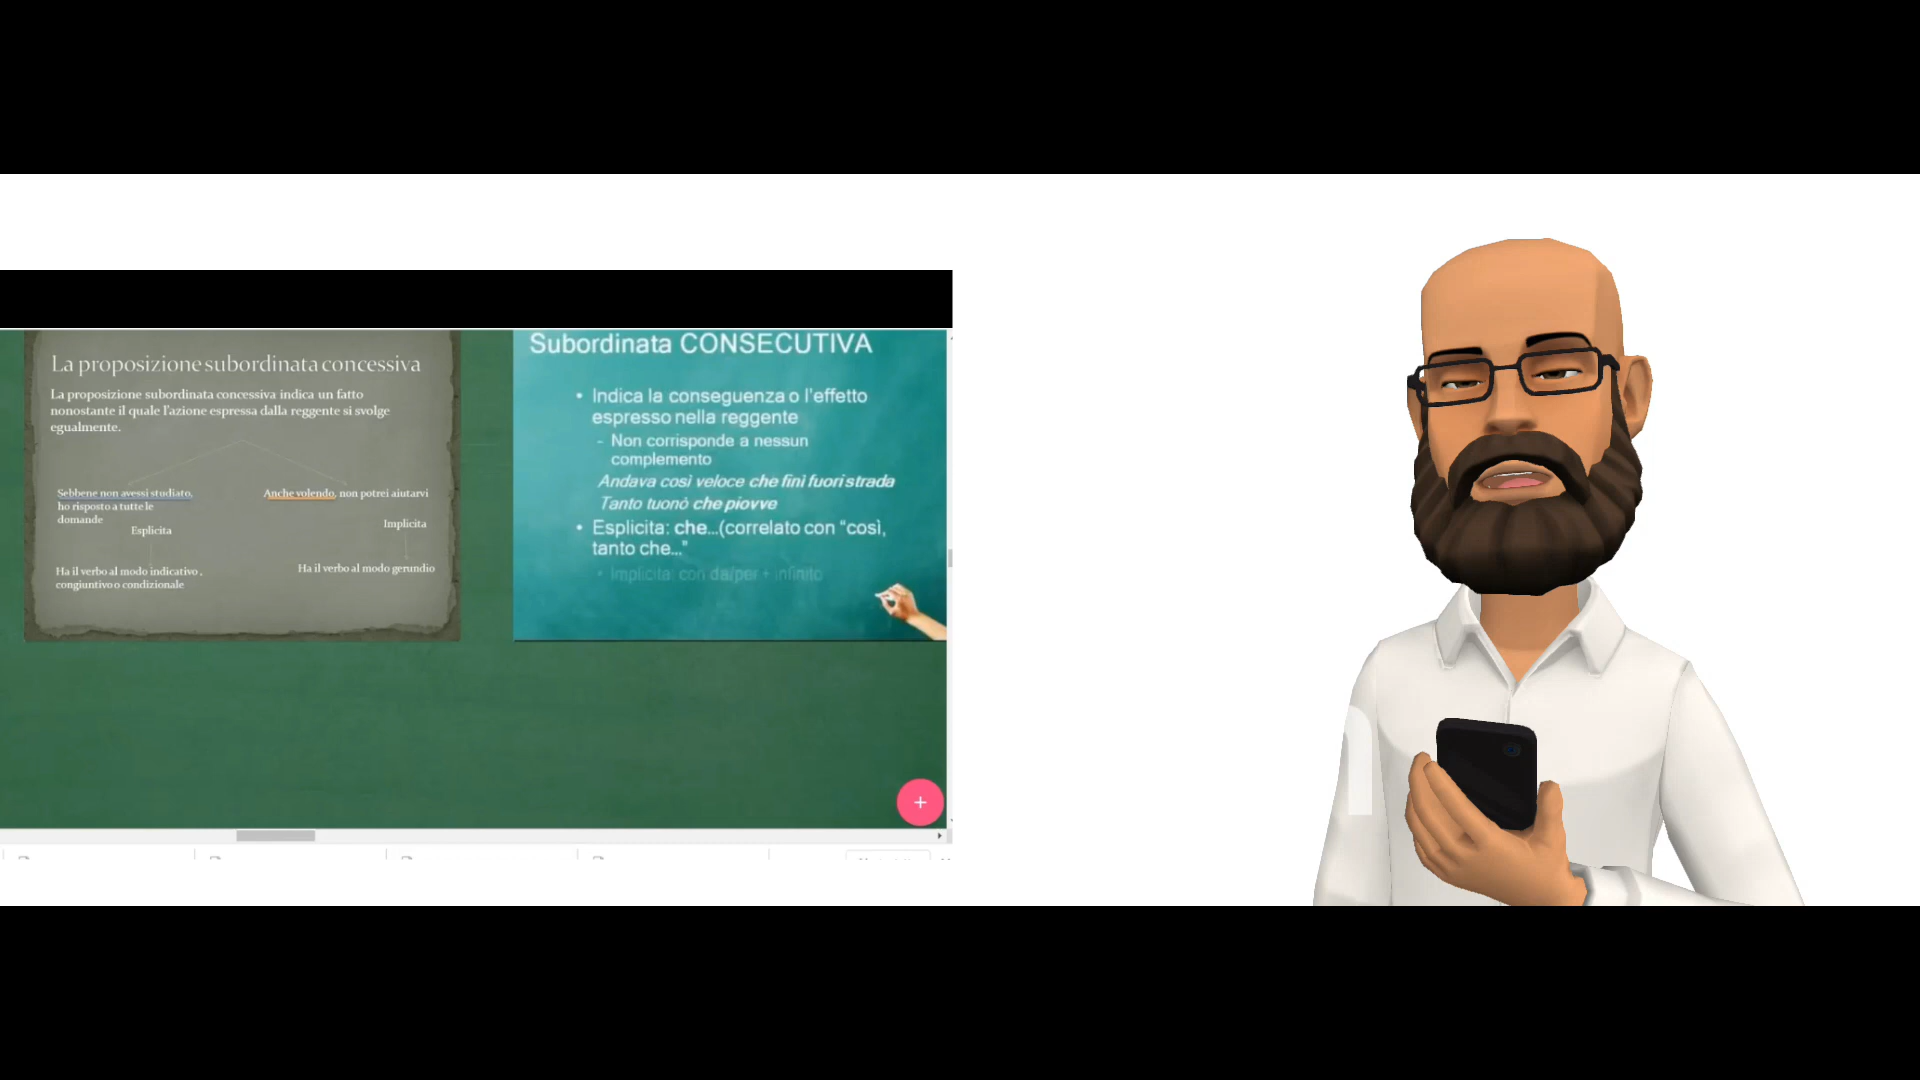 La proposizione subordinata concessiva
La proposizione subordinata concessiva indica un fatto
nonostante il quale l'azione espressa dalla reggente si svolge
egualmente.
Sebbene non avessi studiato,
ho risposto a tutte le
domande
Esplicita
Ha il verbo al modo indicativo ,
congiuntivo o condizionale
Anche volendo, non potrei aiutarvi
Implicita
Ha il verbo al modo gerundio
Subordinata CONSECUTIVA
• Indica la conseguenza o l'effetto
espresso nella reggente
- Non corrisponde a nessun
complemento
Andava così veloce che finì fuori strada
Tanto tuonò che piovve
• Esplicita: che...(correlato con "così,
tanto che..."
• Implicita: con da/per + infinito
+